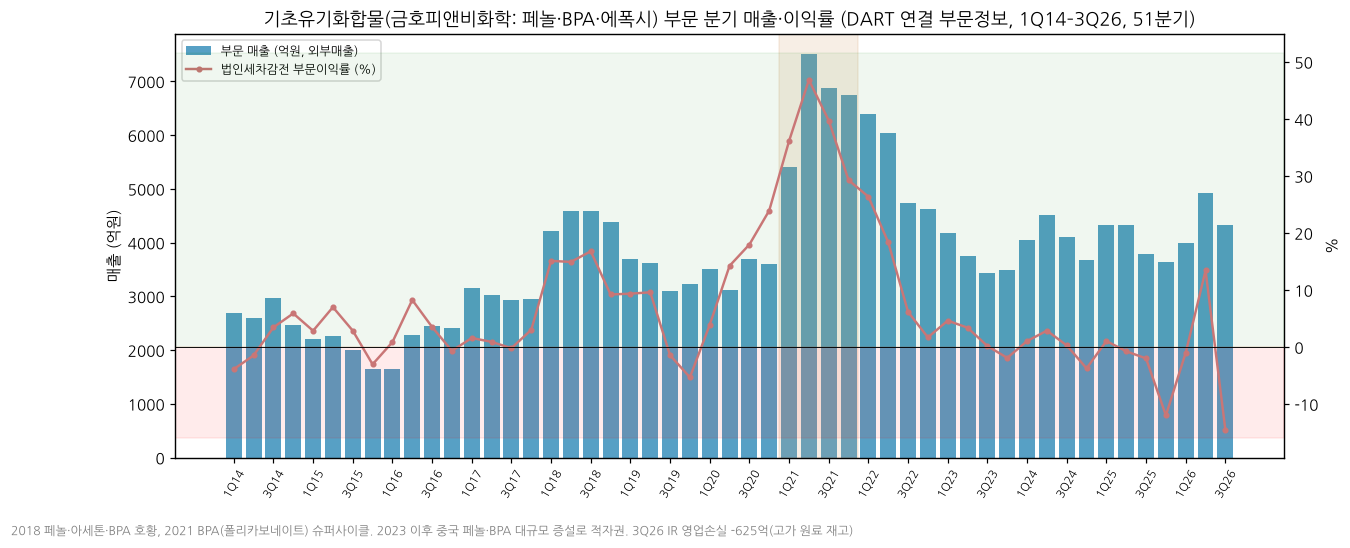 기초유기화합물(금호피앤비화학: 페놀·BPA·에폭시) 부문 분기 매출·이익률 (DART 연결 부문정보, 1Q14-3Q26, 51분기)
부문 매출 (억원, 외부매출)
법인세차감전 부문이익률 (%)
매출 (억원)
7000
6000
5000
4000
3000
2000
1000
0
50
40
30
20
10
0
-10
%
1Q14 3Q14 1Q15 3Q15 1Q16 3Q16 1Q17 3Q17 1Q18 3Q18 1Q19 3Q19 1Q20 3Q20 1Q21 3Q21 1Q22 3Q22 1Q23 3Q23 1Q24 3Q24 1Q25 3Q25 1Q26 3Q26
2018 페놀·아세톤·BPA 호황, 2021 BPA(폴리카보네이트) 슈퍼사이클. 2023 이후 중국 페놀·BPA 대규모 증설로 적자권. 3Q26 IR 영업손실 -625억(고가 원료 재고)